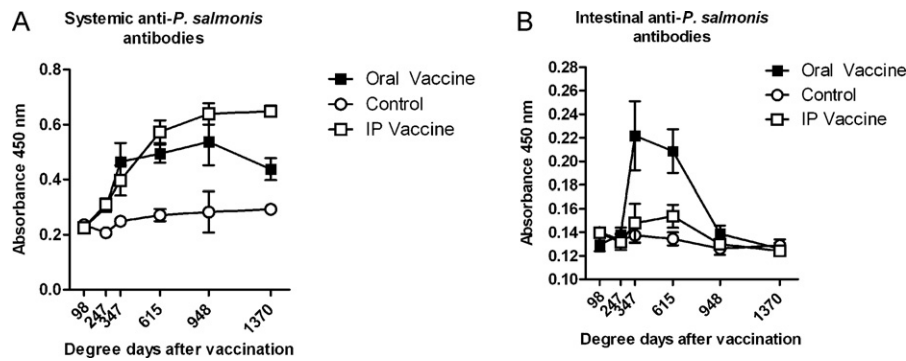 A
Systemic anti-P. salmonis
antibodies
Absorbance 450 nm
0.8
0.6
0.4
0.2
0.0
98
247
347
615
948
1370
Degree days after vaccination
Oral Vaccine
Control
IP Vaccine
B
Intestinal anti-P. salmonis
antibodies
Absorbance 450 nm
0.28
0.26
0.24
0.22
0.20
0.18
0.16
0.14
0.12
0.10
98
247
347
615
948
1370
Degree days after vaccination
Oral Vaccine
Control
IP Vaccine